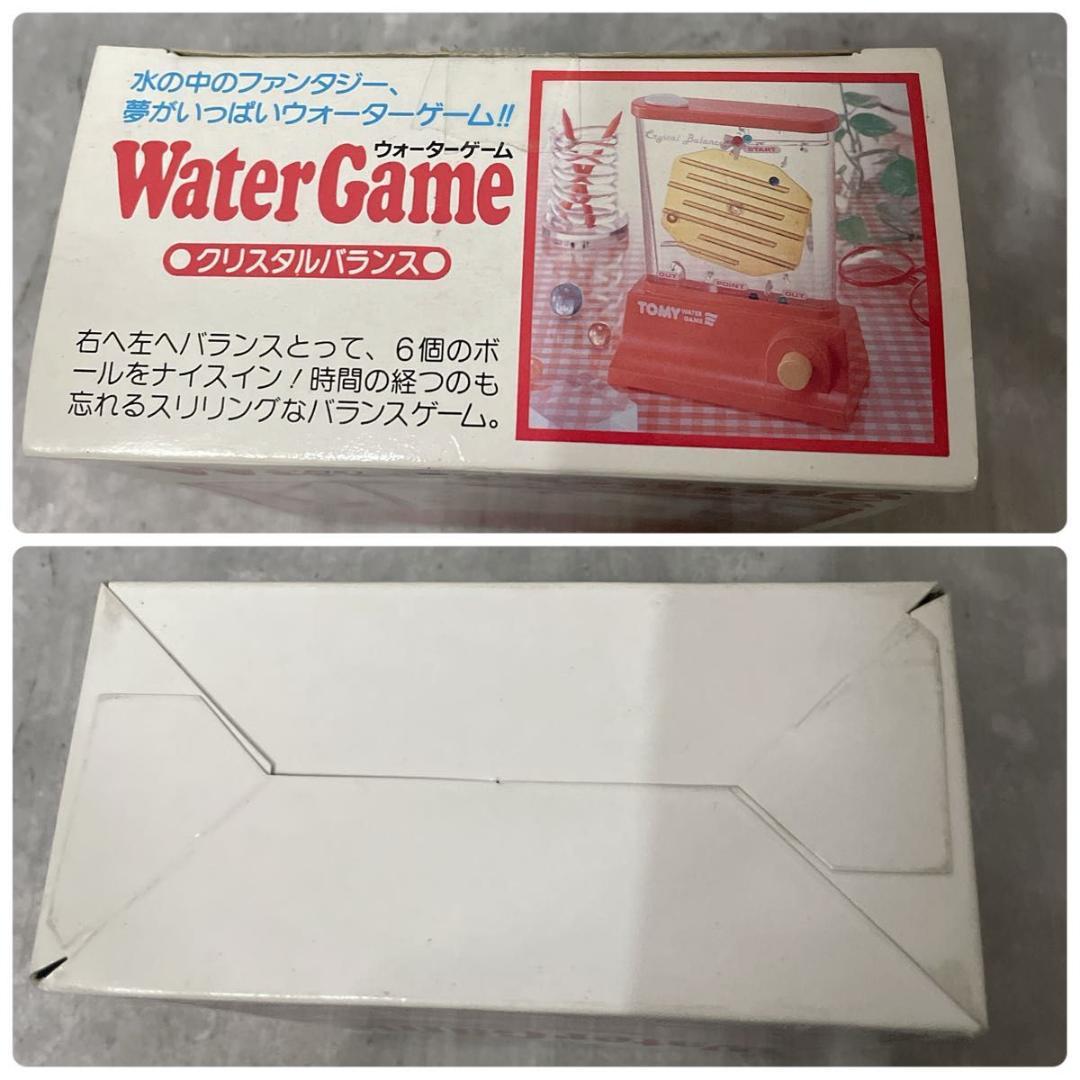 水の中のファンタジー、
夢がいっぱいウォーターゲーム!!
ウォーターゲーム
WaterGame
クリスタルバランス
右へ左へバランスとって、6個のボ
ールをナイスイン!時間の経つのも
忘れるスリリングなバランスゲーム。
Crystal Balance
START
OUT POINT OUT
TOMY WATER GAME